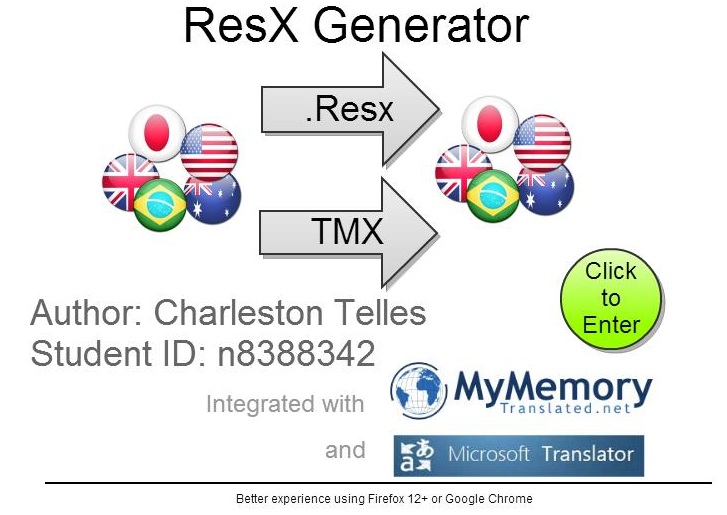 ResX Generator
.Resx
TMX
Click
to
Enter
Author: Charleston Telles
Student ID: n8388342
Integrated with
MyMemory
Translated.net
and
あ
a
Microsoft Translator
Better experience using Firefox 12+ or Google Chrome